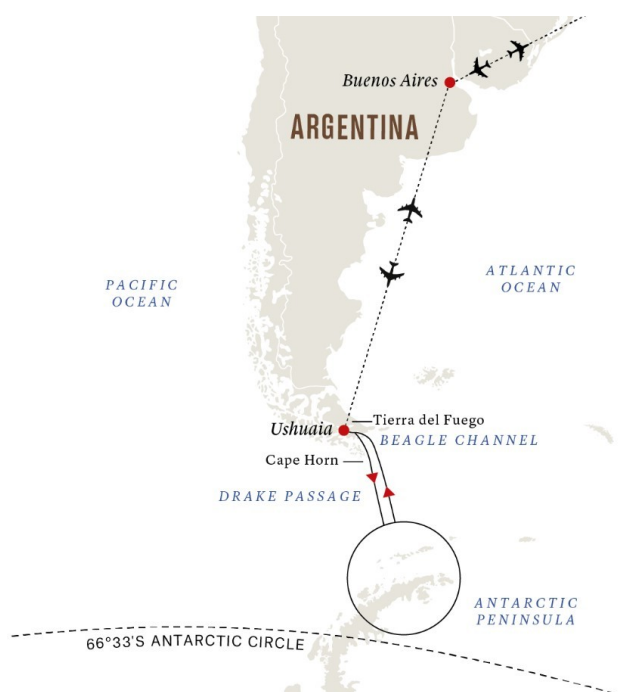 Buenos Aires
ARGENTINA
PACIFIC
OCEAN
ATLANTIC
OCEAN
Tierra del Fuego
Ushuaia
BEAGLE CHANNEL
Cape Horn
DRAKE PASSAGE
ANTARCTIC
PENINSULA
66°33'S ANTARCTIC CIRCLE